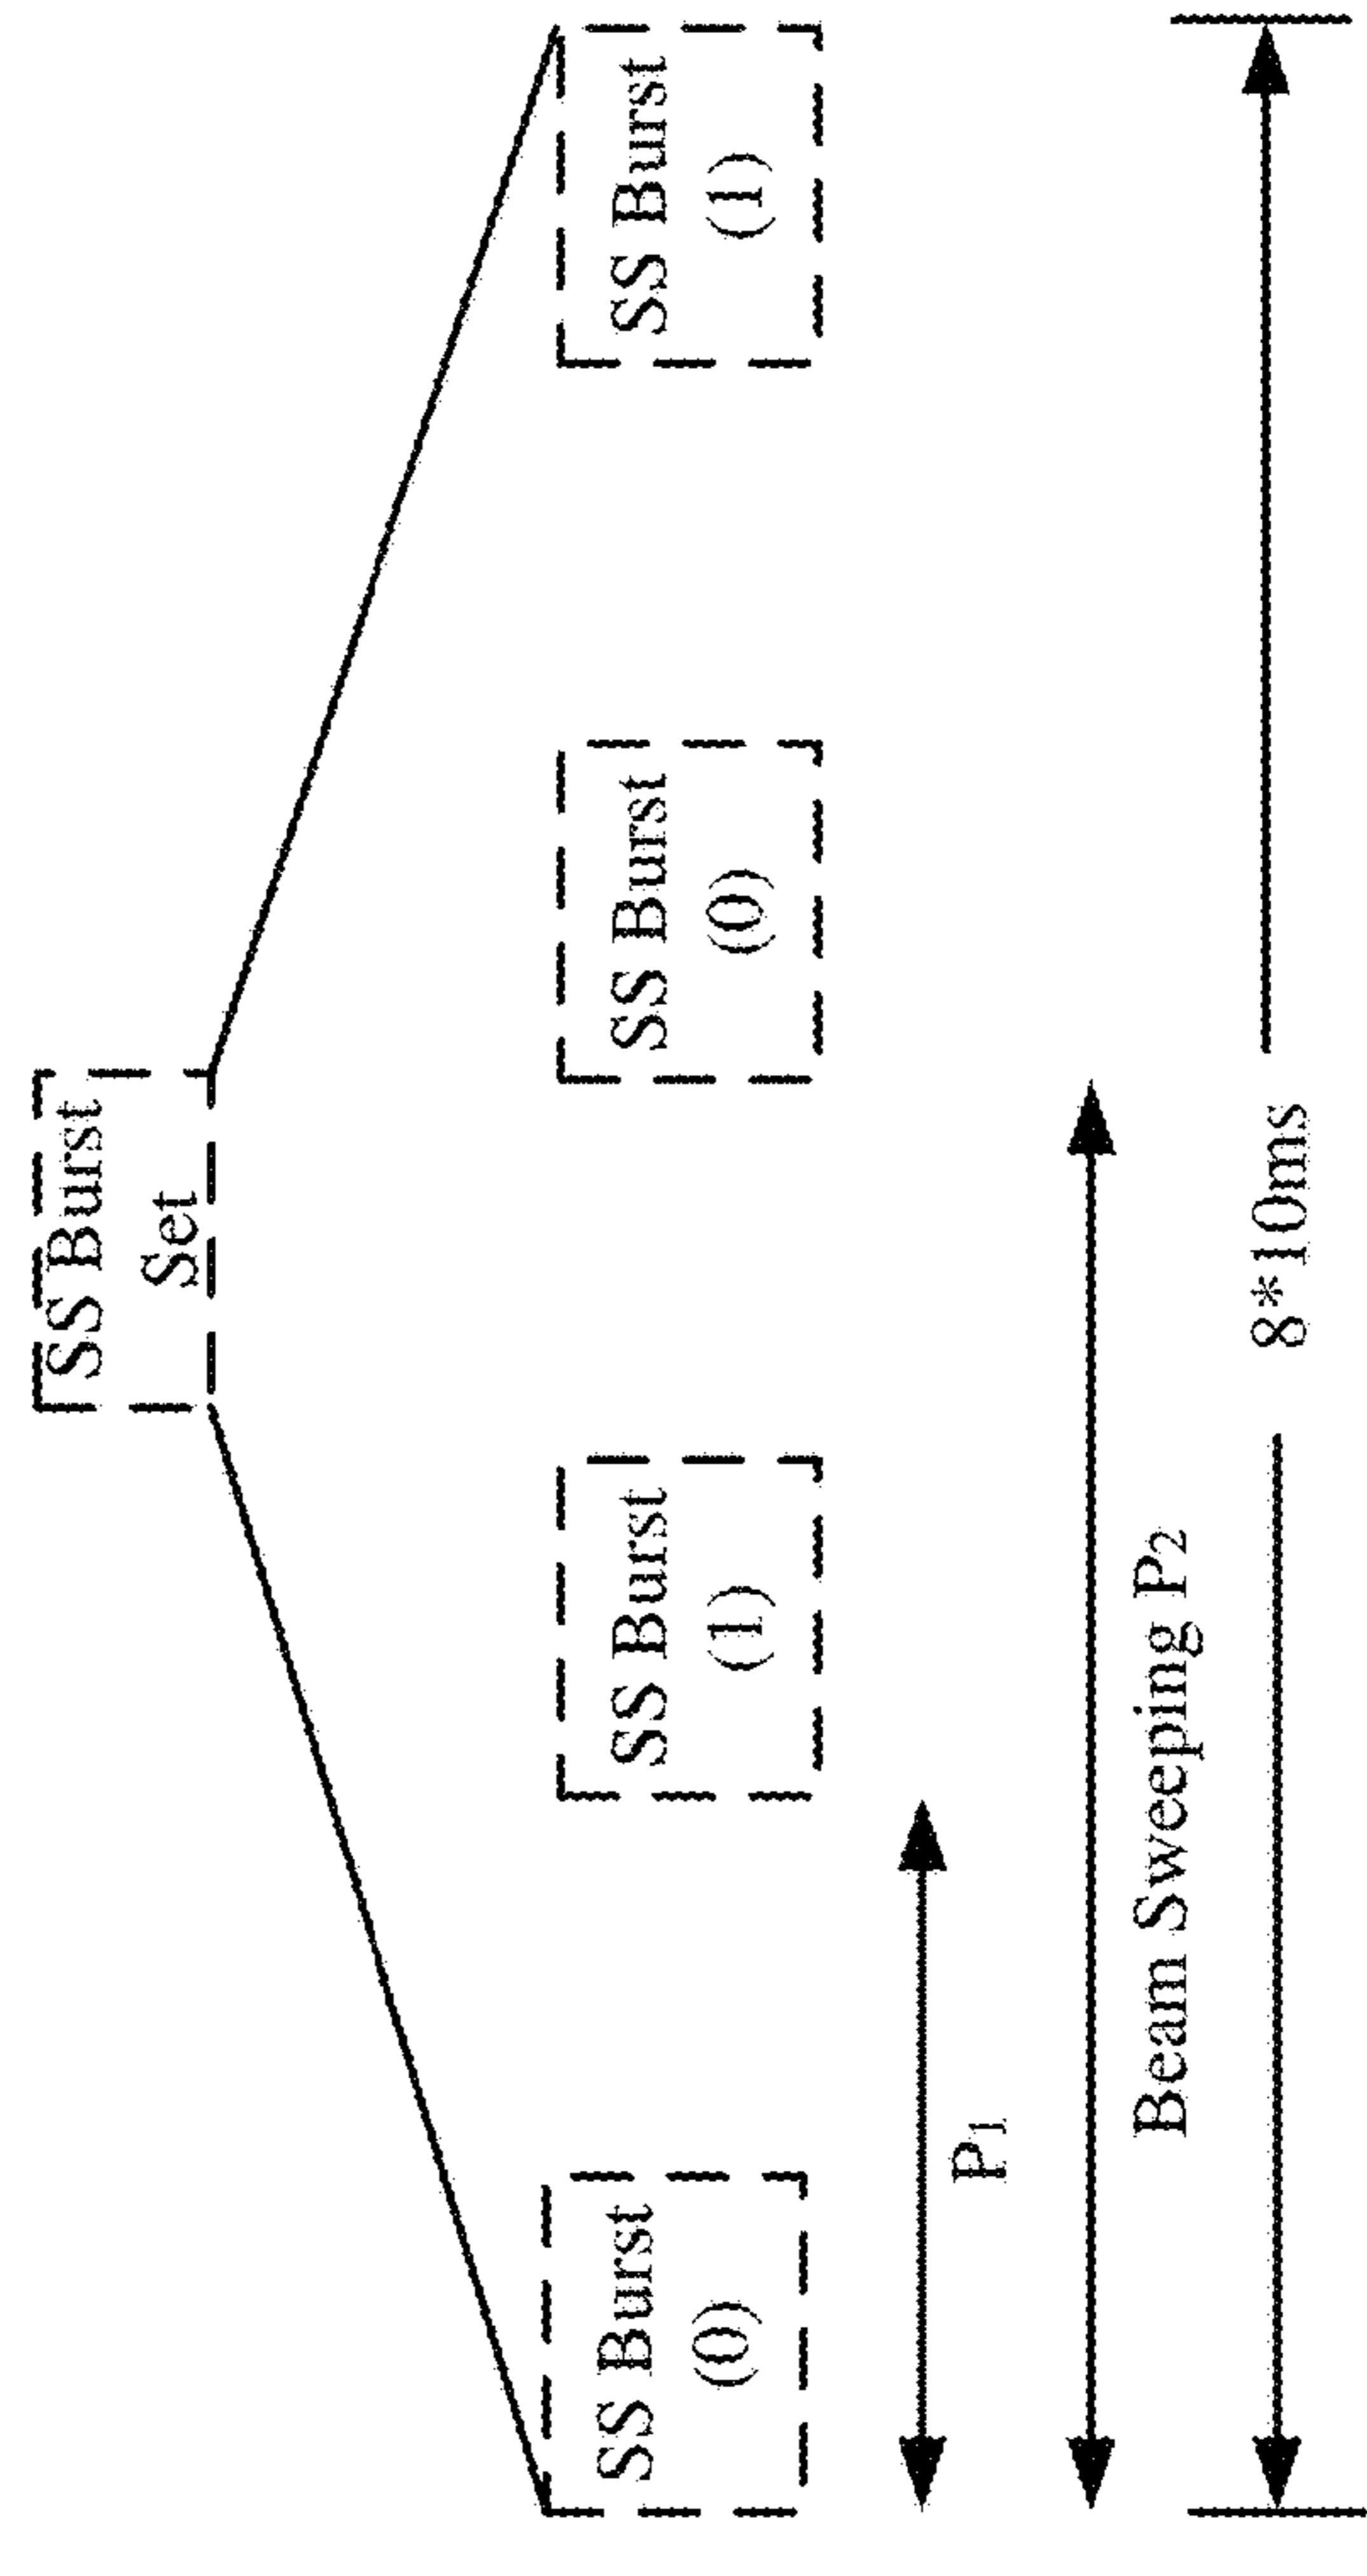 SS Burst
Set
SS Burst
(0)
SS Burst
(1)
SS Burst
(0)
SS Burst
(1)
P₁
Beam Sweeping P₂
8*10ms